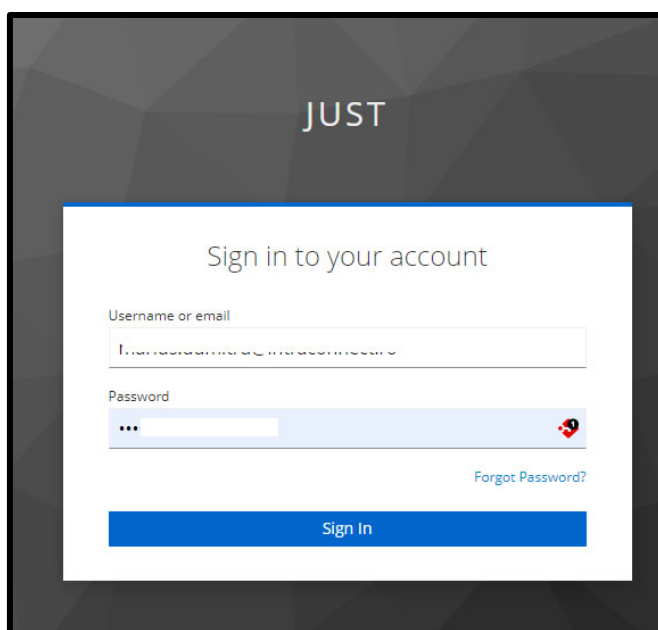 JUST
Sign in to your account
Username or email
Password
•••
Forgot Password?
Sign In